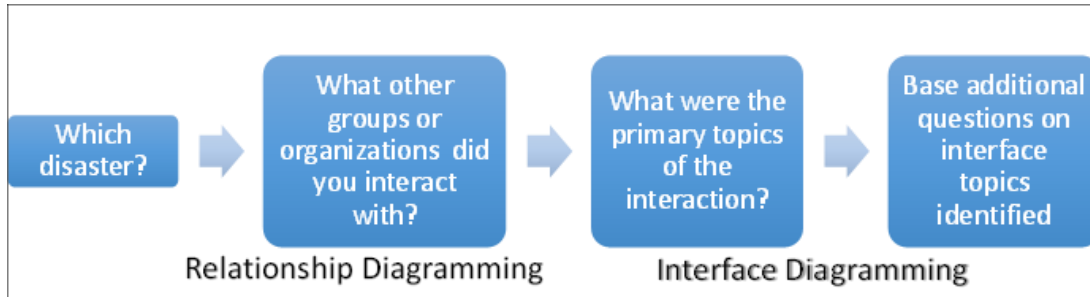 Which
disaster?
What other
groups or
organizations did
you interact
with?
What were the
primary topics
of the
interaction?
Base additional
questions on
interface
topics
identified
Relationship Diagramming
Interface Diagramming